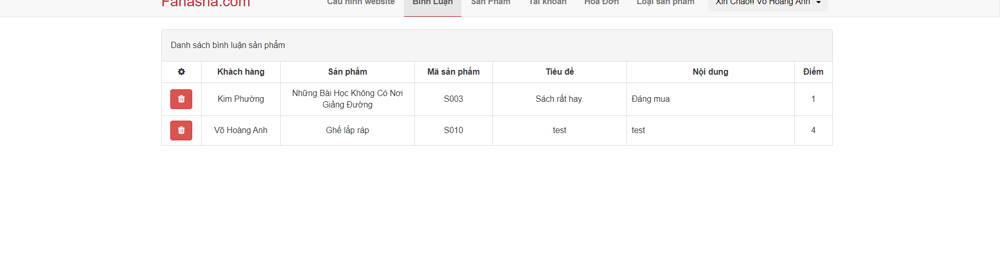 Fahasha.com Cấu hình website Bình Luận Sản Phẩm Tài khoản Hóa Đơn Loại sản phẩm Xin Chào!! Võ Hoàng Anh
Danh sách bình luận sản phẩm
Khách hàng Sản phẩm Mã sản phẩm Tiêu đề Nội dung Điểm
Kim Phường Những Bài Học Không Có Nơi
Giảng Đường S003 Sách rất hay. Đáng mua 1
Võ Hoàng Anh Ghế lắp ráp S010 test test 4